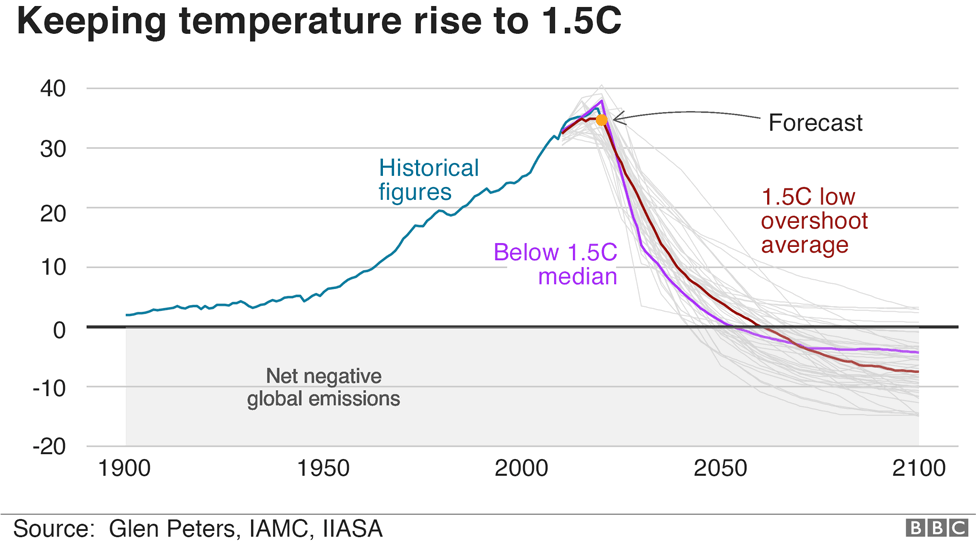 Keeping temperature rise to 1.5C
40
30
20
10
0
-10
-20
Historical
figures
Forecast
1.5C low
overshoot
average
Below 1.5C
median
Net negative
global emissions
1900
1950
2000
2050
2100
Source: Glen Peters, IAMC, IIASA
BBC